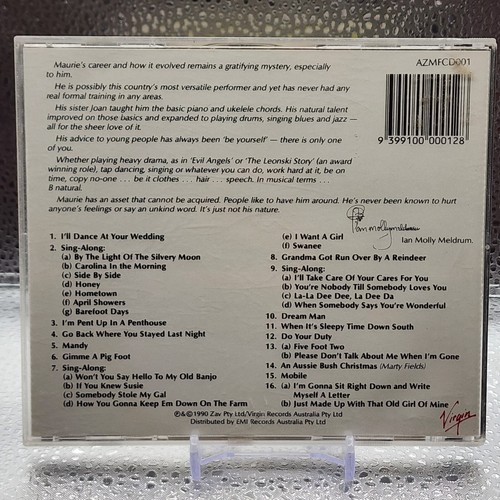 AZMFCD001
9 399100 000128
Maurie's career and how it evolved remains a gratifying mystery, especially
to him.
He is possibly this country's most versatile performer and yet has never had any
real formal training in any areas.
His sister Joan taught him the basic piano and ukelele chords. His natural talent
improved on those basics and expanded to playing drums, singing blues and jazz —
all for the sheer love of it.
His advice to young people has always been 'be yourself' — there is only one
of you.
Whether playing heavy drama, as in 'Evil Angels' or 'The Leonski Story' (an award
winning role), tap dancing, singing or whatever you can do, work hard at it, be on
time, copy no-one . . . be it clothes . . . hair . . . speech. In musical terms . . .
B natural.
Maurie has an asset that cannot be acquired. People like to have him around. He's never been known to hurt
anyone's feelings or say an unkind word. It's just not his nature.
Ian Molly Meldrum.
1. I'll Dance At Your Wedding
2. Sing-Along:
(a) By The Light Of The Silvery Moon
(b) Carolina In the Morning
(c) Side By Side
(d) Honey
(e) Hometown
(f) April Showers
(g) Barefoot Days
3. I'm Pent Up In A Penthouse
4. Go Back Where You Stayed Last Night
5. Mandy
6. Gimme A Pig Foot
7. Sing-Along:
(a) Won't You Say Hello To My Old Banjo
(b) If You Knew Susie
(c) Somebody Stole My Gal
(d) How You Gonna Keep Em Down On The Farm
(e) I Want A Girl
(f) Swanee
8. Grandma Got Run Over By A Reindeer
9. Sing-Along:
(a) I'll Take Care Of Your Cares For You
(b) You're Nobody Till Somebody Loves You
(c) La-La Dee Dee, La Dee Da
(d) When Somebody Says You're Wonderful
10. Dream Man
11. When It's Sleepy Time Down South
12. Do Your Duty
13. (a) Five Foot Two
(b) Please Don't Talk About Me When I'm Gone
14. An Aussie Bush Christmas (Marty Fields)
15. Mobile
16. (a) I'm Gonna Sit Right Down and Write
Myself A Letter
(b) Just Made Up With That Old Girl Of Mine
℗&©1990 Zav Pty Ltd/Virgin Records Australia Pty Ltd
Distributed by EMI Records Australia Pty Ltd
Virgin